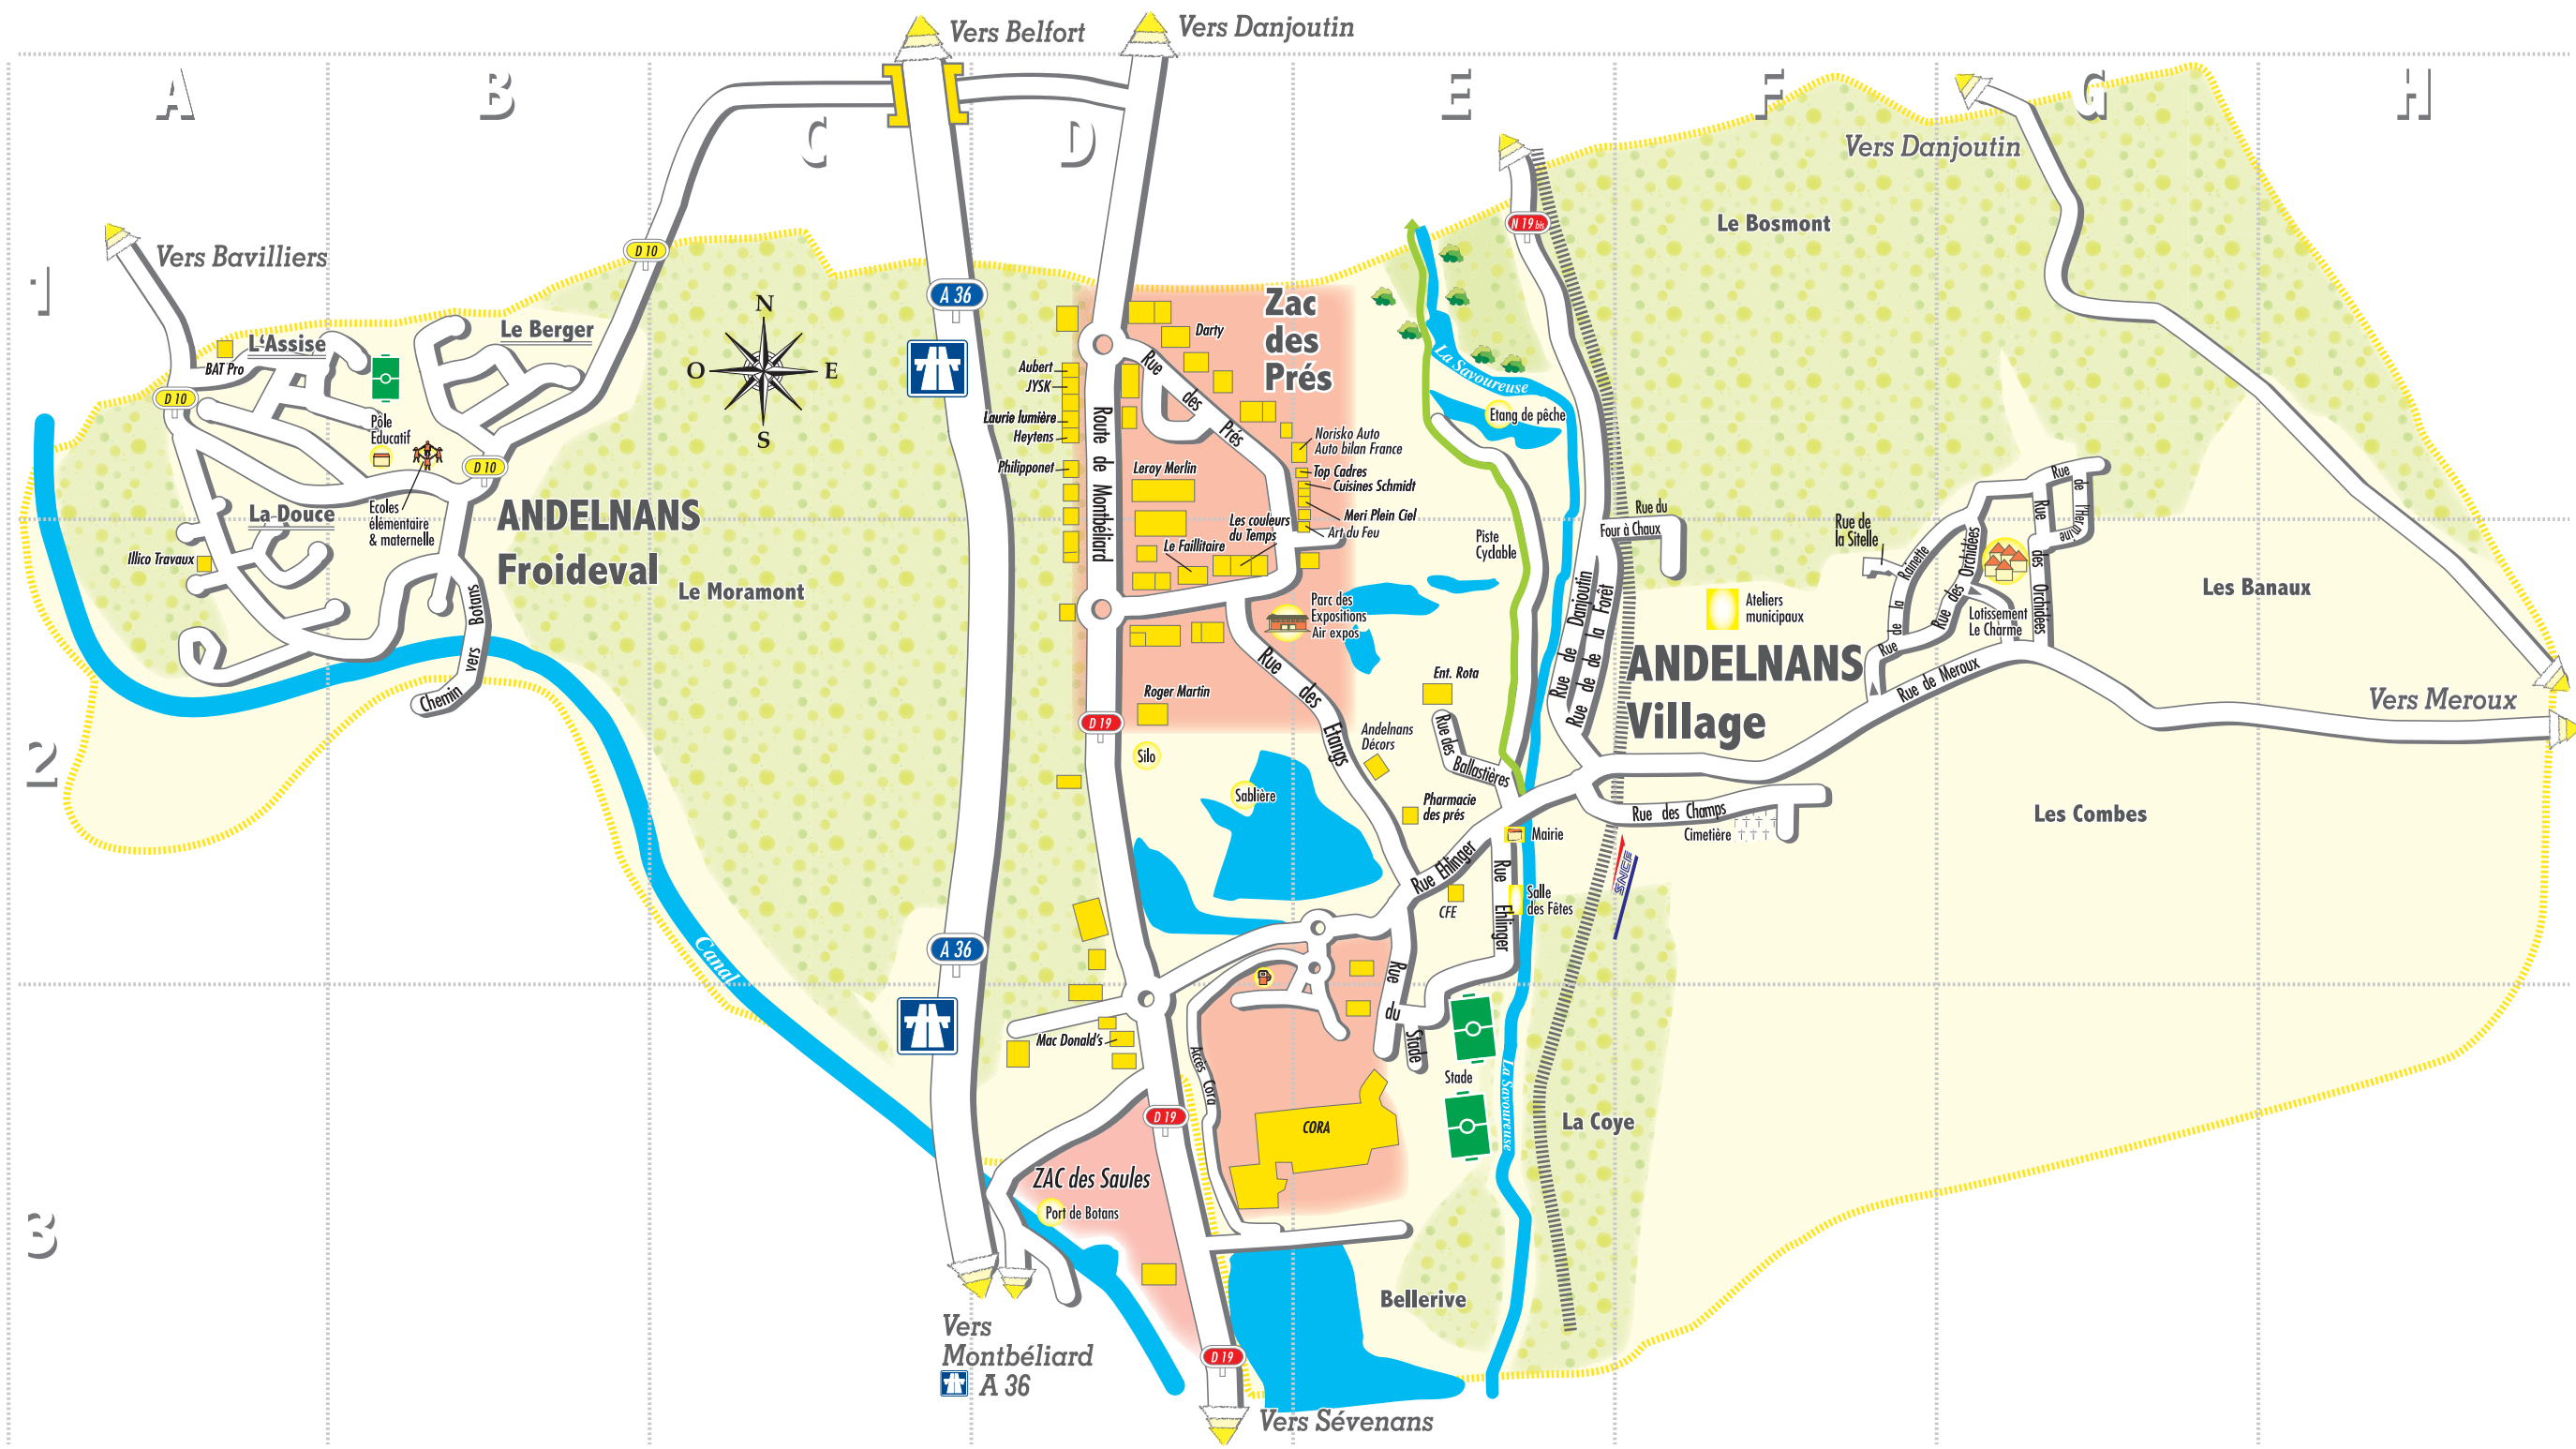 Vers Belfort
Vers Danjoutin
A
B
C
D
E
F
G
H
1
2
3
Vers Danjoutin
Vers Bavilliers
D 10
D 10
D 10
N 19 bis
A 36
A 36
Le Bosmont
L'Assise
BAT Pro
Le Berger
Pôle
Educatif
Ecoles
élémentaire
& maternelle
La Douce
Illico Travaux
ANDELNANS
Froideval
Chemin vers Botans
Le Moramont
N
O
E
S
Canal
Zac
des
Prés
Darty
Aubert
JYSK
Laurie lumière
Heytens
Philipponet
Route de Montbéliard
Rue des Prés
Leroy Merlin
Norisko Auto
Auto bilan France
Top Cadres
Cuisines Schmidt
Meri Plein Ciel
Art du Feu
Les couleurs
du Temps
Le Faillitaire
Parc des
Expositions
Air expos
Roger Martin
D 19
Silo
Sablière
Rue des Etangs
La Savoureuse
Etang de pêche
Piste
Cyclable
Ent. Rota
Andelnans
Décors
Rue des Ballastières
Pharmacie
des prés
Rue Ehlinger
CFE
Mairie
Rue Ehlinger
Salle
des Fêtes
Rue de Danjoutin
Rue de la Forêt
Rue du
Four à Chaux
Ateliers
municipaux
ANDELNANS
Village
Rue de
la Sitelle
Rue de la Rainette
Rue des Orchidées
Lotissement
Le Charme
Rue des Orchidées
Rue de l'Hermine
Rue de Meroux
Les Banaux
Vers Meroux
Les Combes
Rue des Champs
Cimetière
SNCF
Rue du Stade
Stade
La Savoureuse
La Coye
Mac Donald's
Accès Cora
D 19
CORA
ZAC des Saules
Port de Botans
Bellerive
Vers
Montbéliard
A 36
D 19
Vers Sévenans